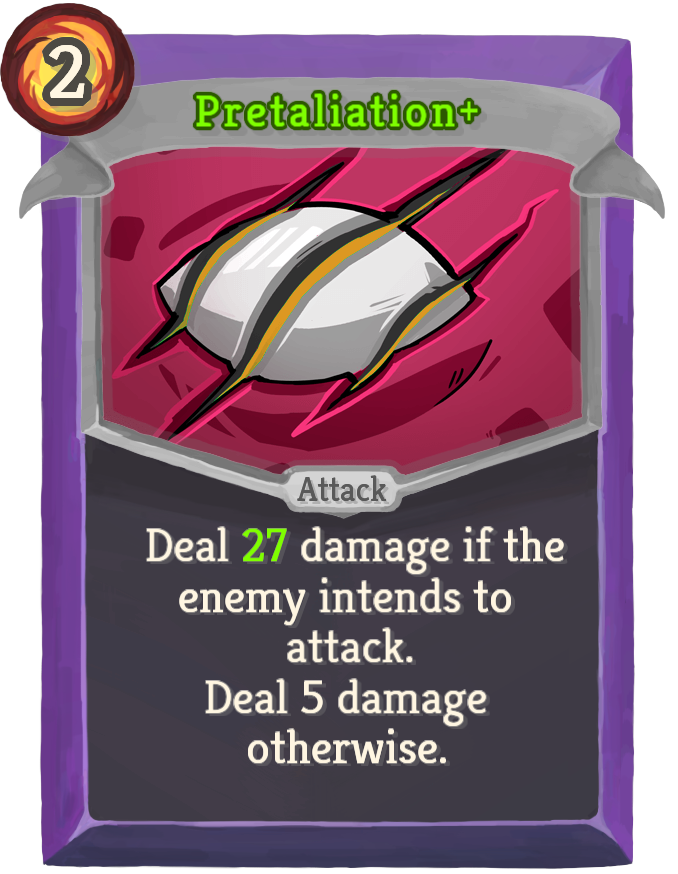 2
Pretaliation+
Attack
Deal 27 damage if the
enemy intends to
attack.
Deal 5 damage
otherwise.